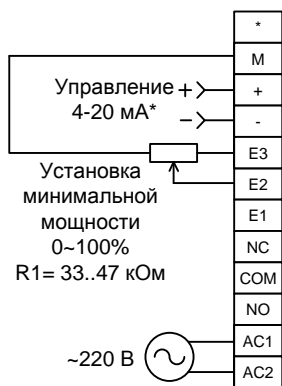 *
M
Управление +
+
4-20 мА*
-
-
E3
Установка
минимальной
мощности
0~100%
R1= 33..47 кОм
E2
E1
NC
COM
NO
~220 В
AC1
AC2